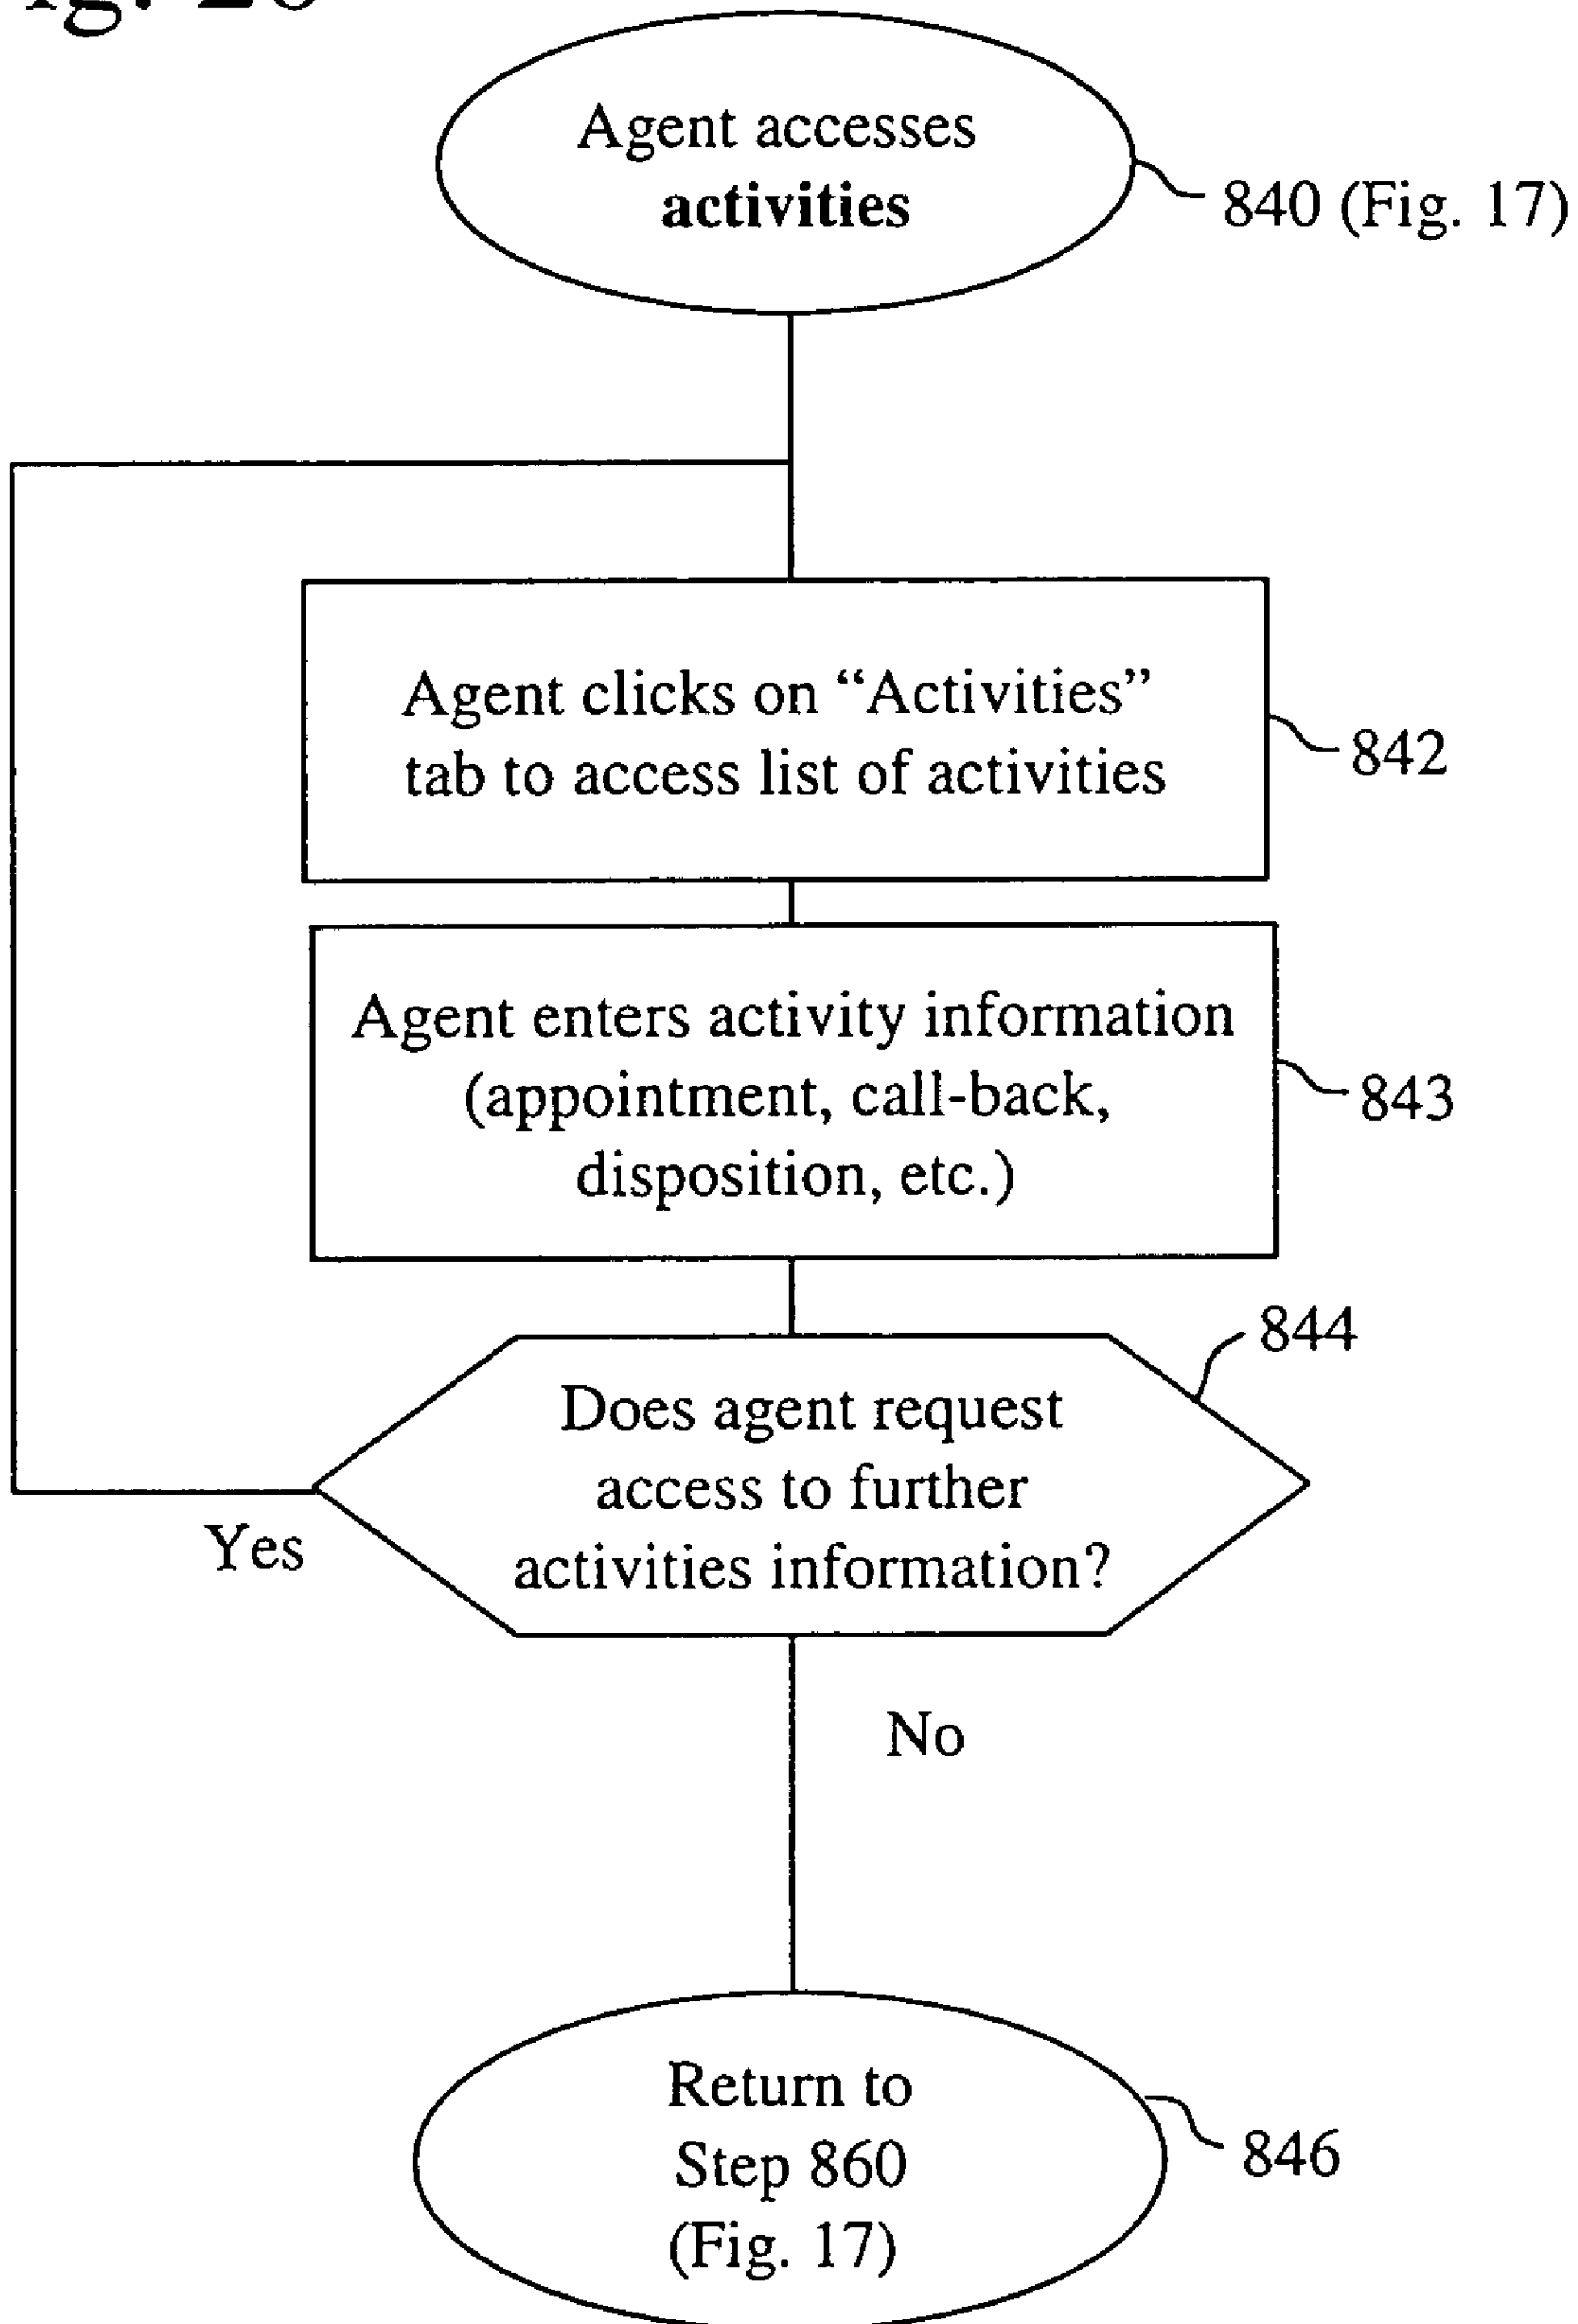 Agent accesses
activities
840 (Fig. 17)
Agent clicks on “Activities”
tab to access list of activities
842
Agent enters activity information
(appointment, call-back,
disposition, etc.)
843
844
Does agent request
access to further
activities information?
Yes
No
Return to
Step 860
(Fig. 17)
846